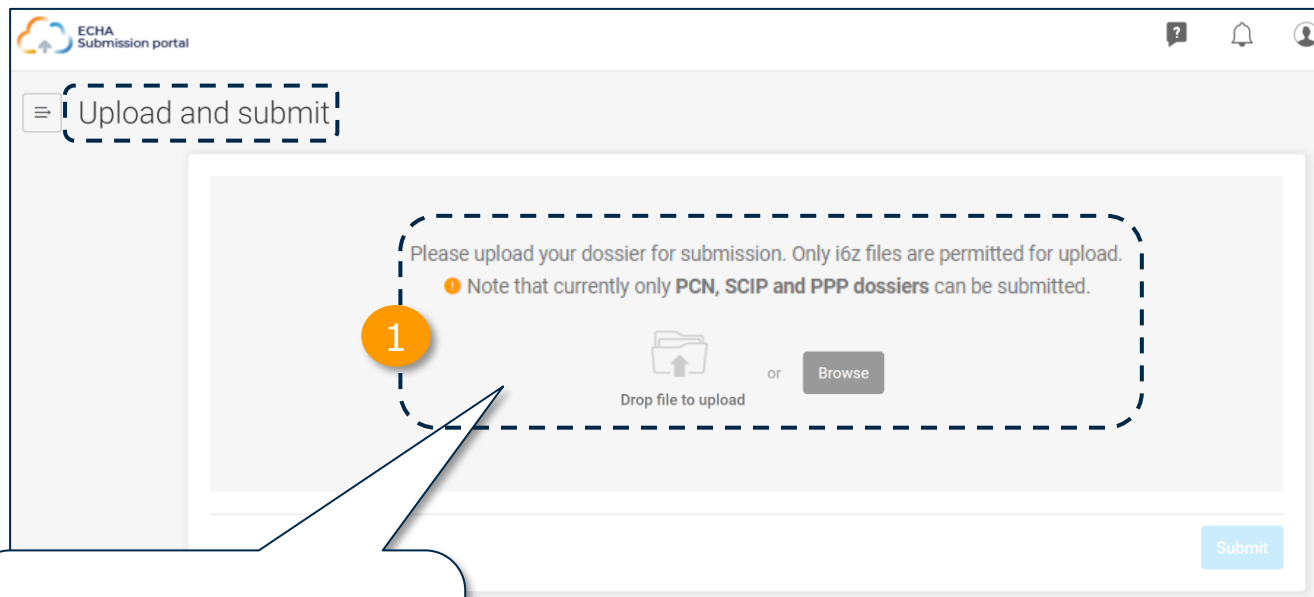 ECHA
Submission portal
?
Upload and submit
Please upload your dossier for submission. Only i6z files are permitted for upload.
! Note that currently only PCN, SCIP and PPP dossiers can be submitted.
1
or
Browse
Drop file to upload
Submit